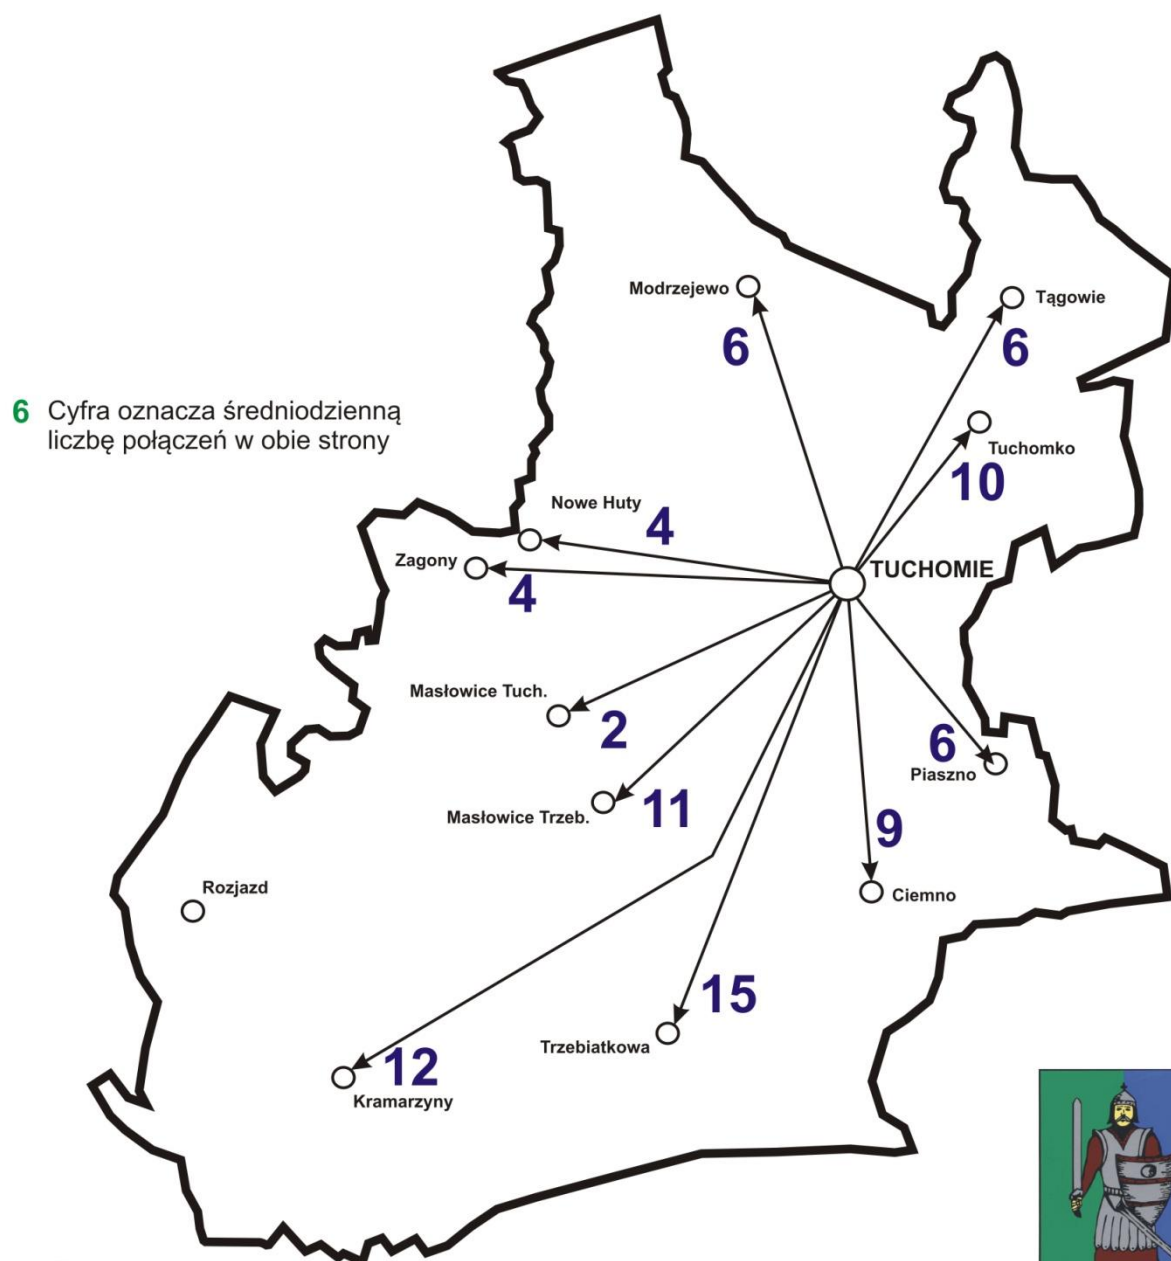 Modrzejewo
Tągowie
6
6
6 Cyfra oznacza średniodzienną
liczbę połączeń w obie strony
Tuchomko
10
Nowe Huty
4
Zagony
4
TUCHOMIE
Masłowice Tuch.
2
6
Piaszno
Masłowice Trzeb.
11
9
Rozjazd
Ciemno
15
Trzebiatkowa
12
Kramarzyny